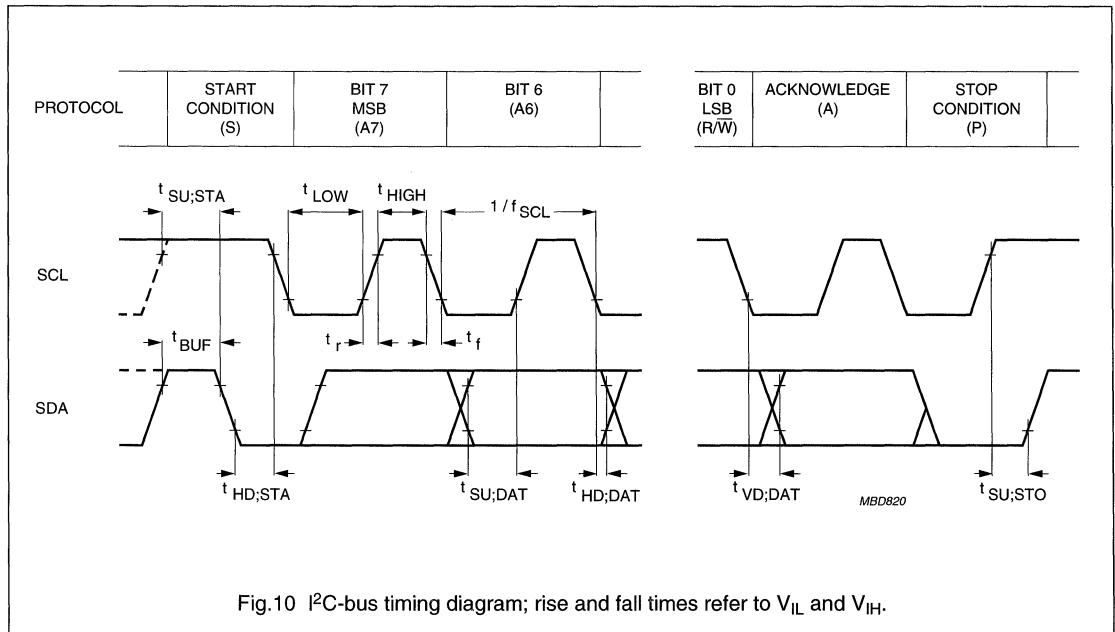 PROTOCOL
START
CONDITION
(S)
BIT 7
MSB
(A7)
BIT 6
(A6)
BIT 0
LSB
(R/W̅)
ACKNOWLEDGE
(A)
STOP
CONDITION
(P)
t SU;STA
t LOW
t HIGH
1 / f SCL
SCL
t BUF
t r
t f
SDA
t HD;STA
t SU;DAT
t HD;DAT
t VD;DAT
MBD820
t SU;STO
Fig.10 I²C-bus timing diagram; rise and fall times refer to VIL and VIH.